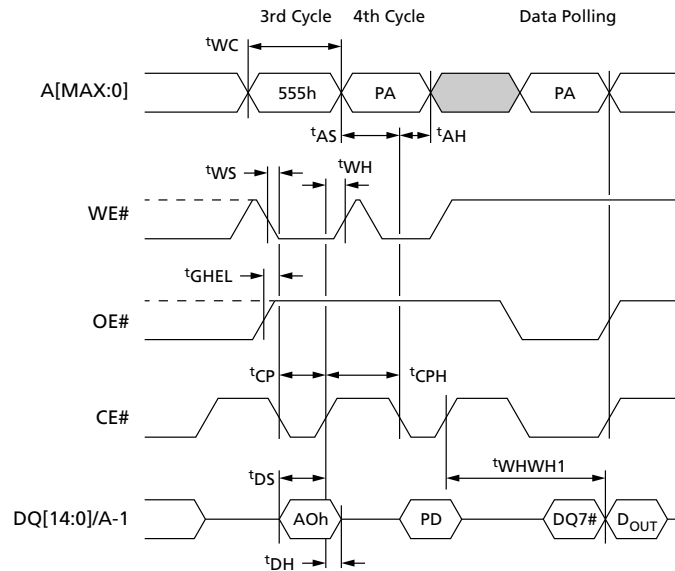 3rd Cycle 4th Cycle Data Polling
tWC
A[MAX:0] 555h PA PA
tAS tAH
tWS tWH
WE#
tGHEL
OE#
tCP tCPH
CE#
tWHWH1
tDS
DQ[14:0]/A-1 AOh PD DQ7# DOUT
tDH